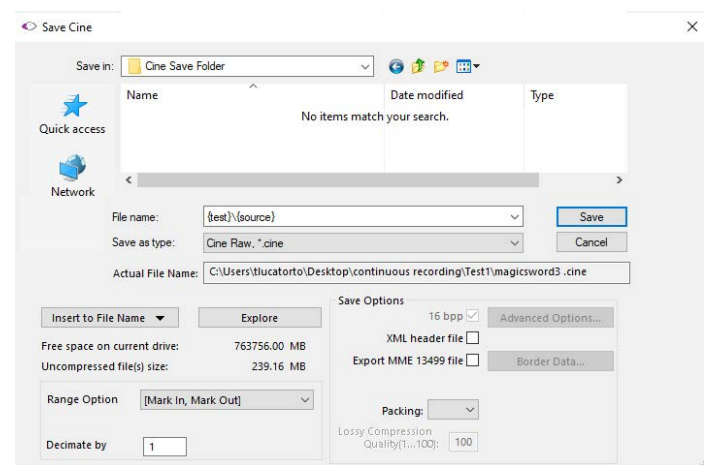 Save Cine
Save in: Cine Save Folder
Name Date modified Type
No items match your search.
Quick access
Network
File name: {test}\{source}
Save
Save as type: Cine Raw, *.cine
Cancel
Actual File Name: C:\Users\tlucatorto\Desktop\continuous recording\Test1\magicsword3 .cine
Insert to File Name
Explore
Free space on current drive: 763756.00 MB
Uncompressed file(s) size: 239.16 MB
Range Option [Mark In, Mark Out]
Decimate by 1
Save Options
16 bpp
Advanced Options...
XML header file
Export MME 13499 file
Border Data...
Packing:
Lossy Compression
Quality(1...100): 100